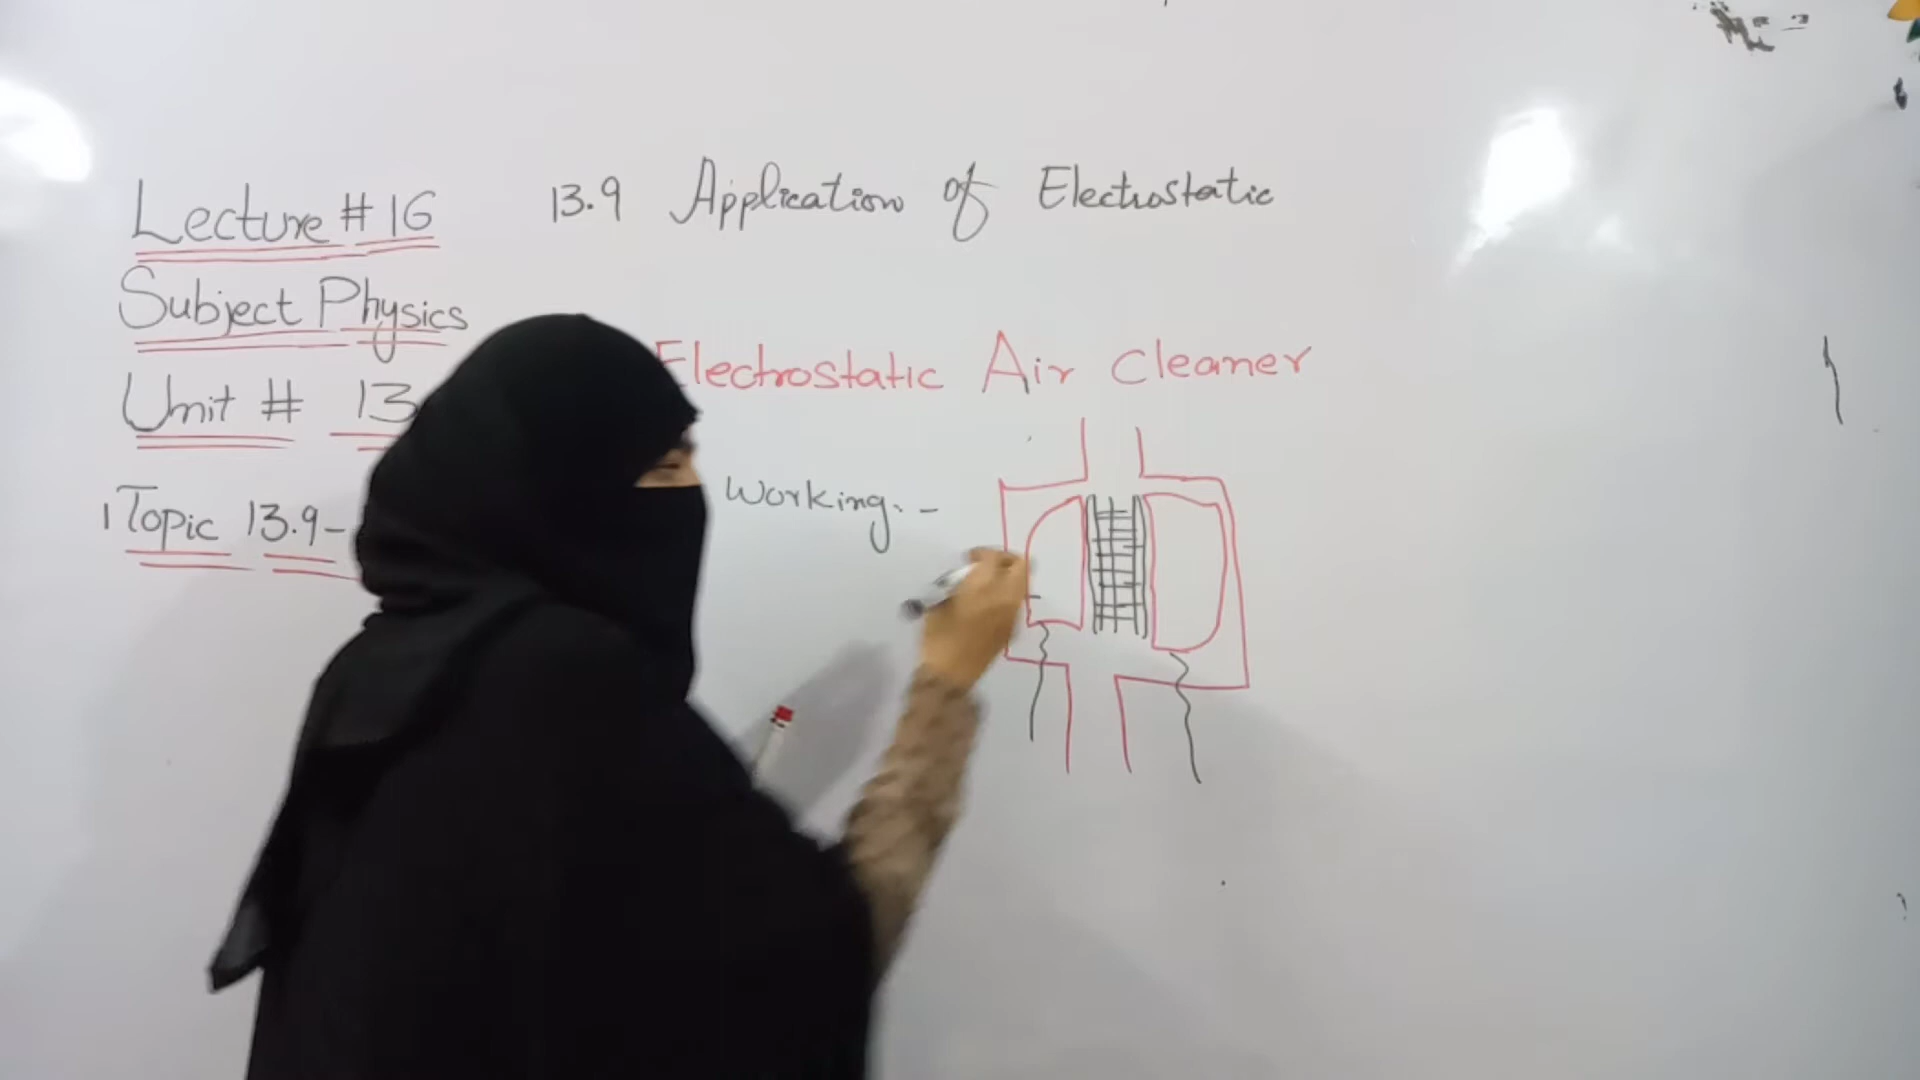 Lecture # 16
Subject Physics
Unit # 13
Topic 13.9-
13.9 Application of Electrostatic
Electrostatic Air Cleaner
Working:-